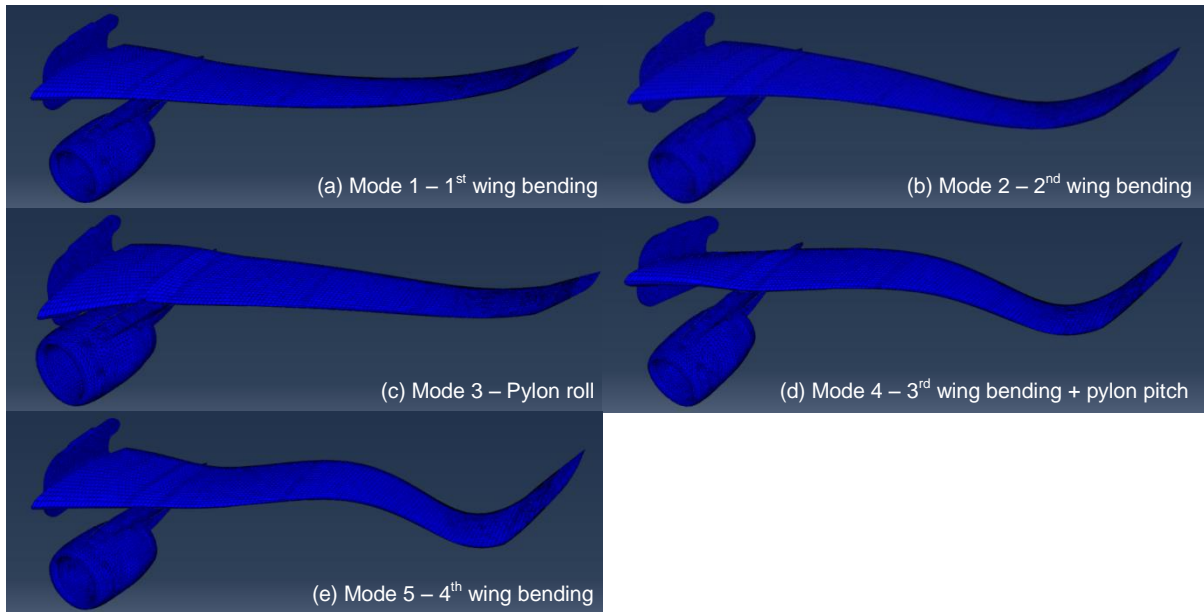 (a) Mode 1 – 1st wing bending
(b) Mode 2 – 2nd wing bending
(c) Mode 3 – Pylon roll
(d) Mode 4 – 3rd wing bending + pylon pitch
(e) Mode 5 – 4th wing bending